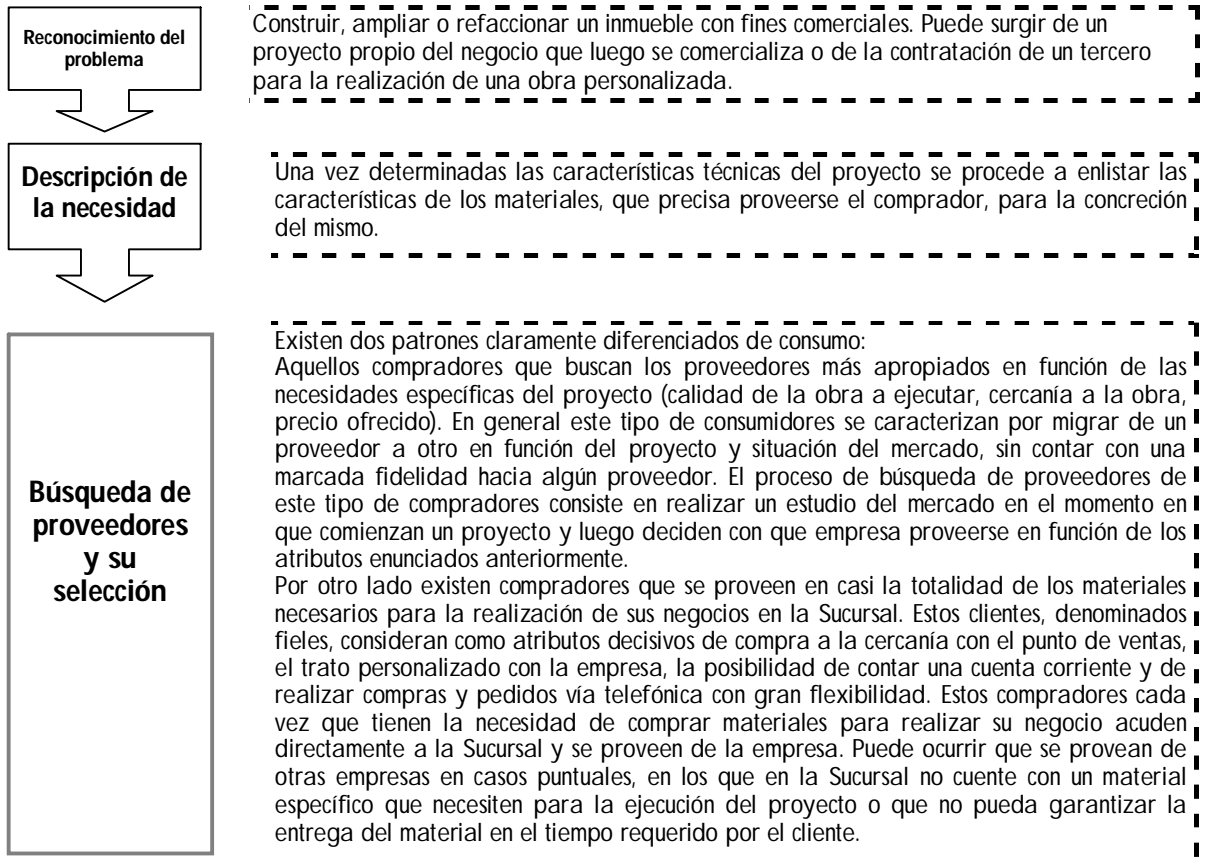 Reconocimiento del
problema
Construir, ampliar o refaccionar un inmueble con fines comerciales. Puede surgir de un
proyecto propio del negocio que luego se comercializa o de la contratación de un tercero
para la realización de una obra personalizada.
Descripción de
la necesidad
Una vez determinadas las características técnicas del proyecto se procede a enlistar las
características de los materiales, que precisa proveerse el comprador, para la concreción
del mismo.
Búsqueda de
proveedores
y su
selección
Existen dos patrones claramente diferenciados de consumo:
Aquellos compradores que buscan los proveedores más apropiados en función de las
necesidades específicas del proyecto (calidad de la obra a ejecutar, cercanía a la obra,
precio ofrecido). En general este tipo de consumidores se caracterizan por migrar de un
proveedor a otro en función del proyecto y situación del mercado, sin contar con una
marcada fidelidad hacia algún proveedor. El proceso de búsqueda de proveedores de
este tipo de compradores consiste en realizar un estudio del mercado en el momento en
que comienzan un proyecto y luego deciden con que empresa proveerse en función de los
atributos enunciados anteriormente.
Por otro lado existen compradores que se proveen en casi la totalidad de los materiales
necesarios para la realización de sus negocios en la Sucursal. Estos clientes, denominados
fieles, consideran como atributos decisivos de compra a la cercanía con el punto de ventas,
el trato personalizado con la empresa, la posibilidad de contar una cuenta corriente y de
realizar compras y pedidos vía telefónica con gran flexibilidad. Estos compradores cada
vez que tienen la necesidad de comprar materiales para realizar su negocio acuden
directamente a la Sucursal y se proveen de la empresa. Puede ocurrir que se provean de
otras empresas en casos puntuales, en los que en la Sucursal no cuente con un material
específico que necesiten para la ejecución del proyecto o que no pueda garantizar la
entrega del material en el tiempo requerido por el cliente.